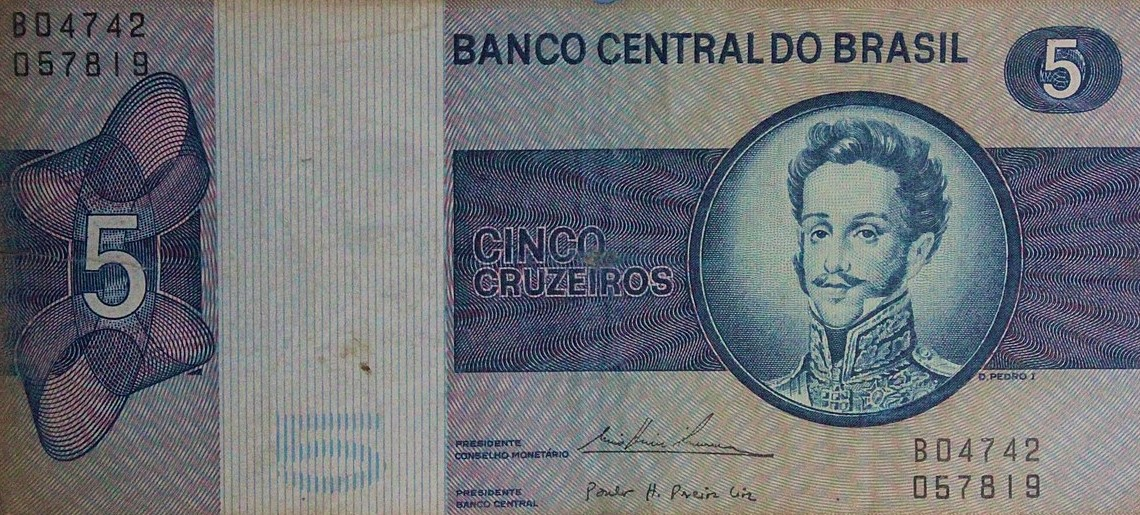 B04742
057819
BANCO CENTRAL DO BRASIL
5
5
CINCO
CRUZEIROS
D. PEDRO I
5
PRESIDENTE
CONSELHO MONETÁRIO
PRESIDENTE
BANCO CENTRAL
Paulo H. Pereira Lira
B04742
057819